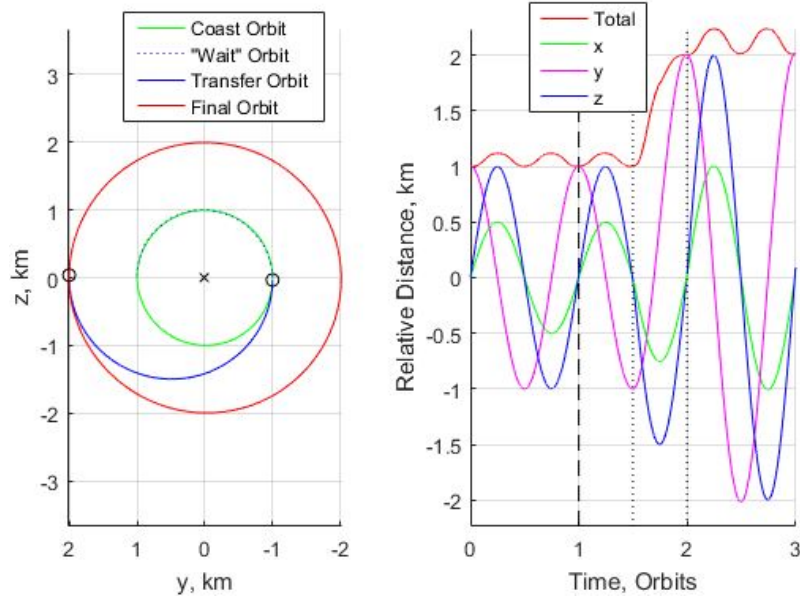 Coast Orbit
"Wait" Orbit
Transfer Orbit
Final Orbit
3
2
1
0
-1
-2
-3
z, km
2
1
0
-1
-2
y, km
Total
x
y
z
2
1.5
1
0.5
0
-0.5
-1
-1.5
-2
Relative Distance, km
0
1
2
3
Time, Orbits